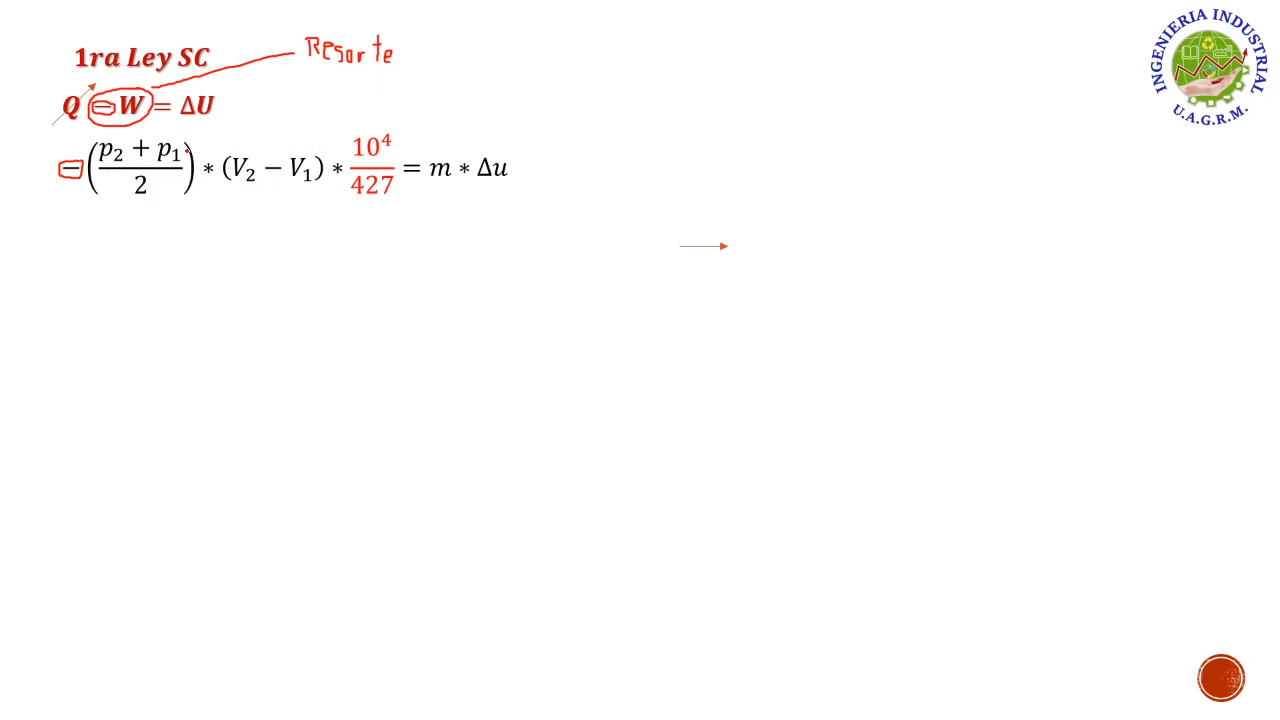 1ra Ley SC
Resorte
Q − W = ΔU
−((p₂ + p₁)/2) * (V₂ − V₁) * 10⁴/427 = m * Δu
INGENIERIA INDUSTRIAL
U.A.G.R.M.